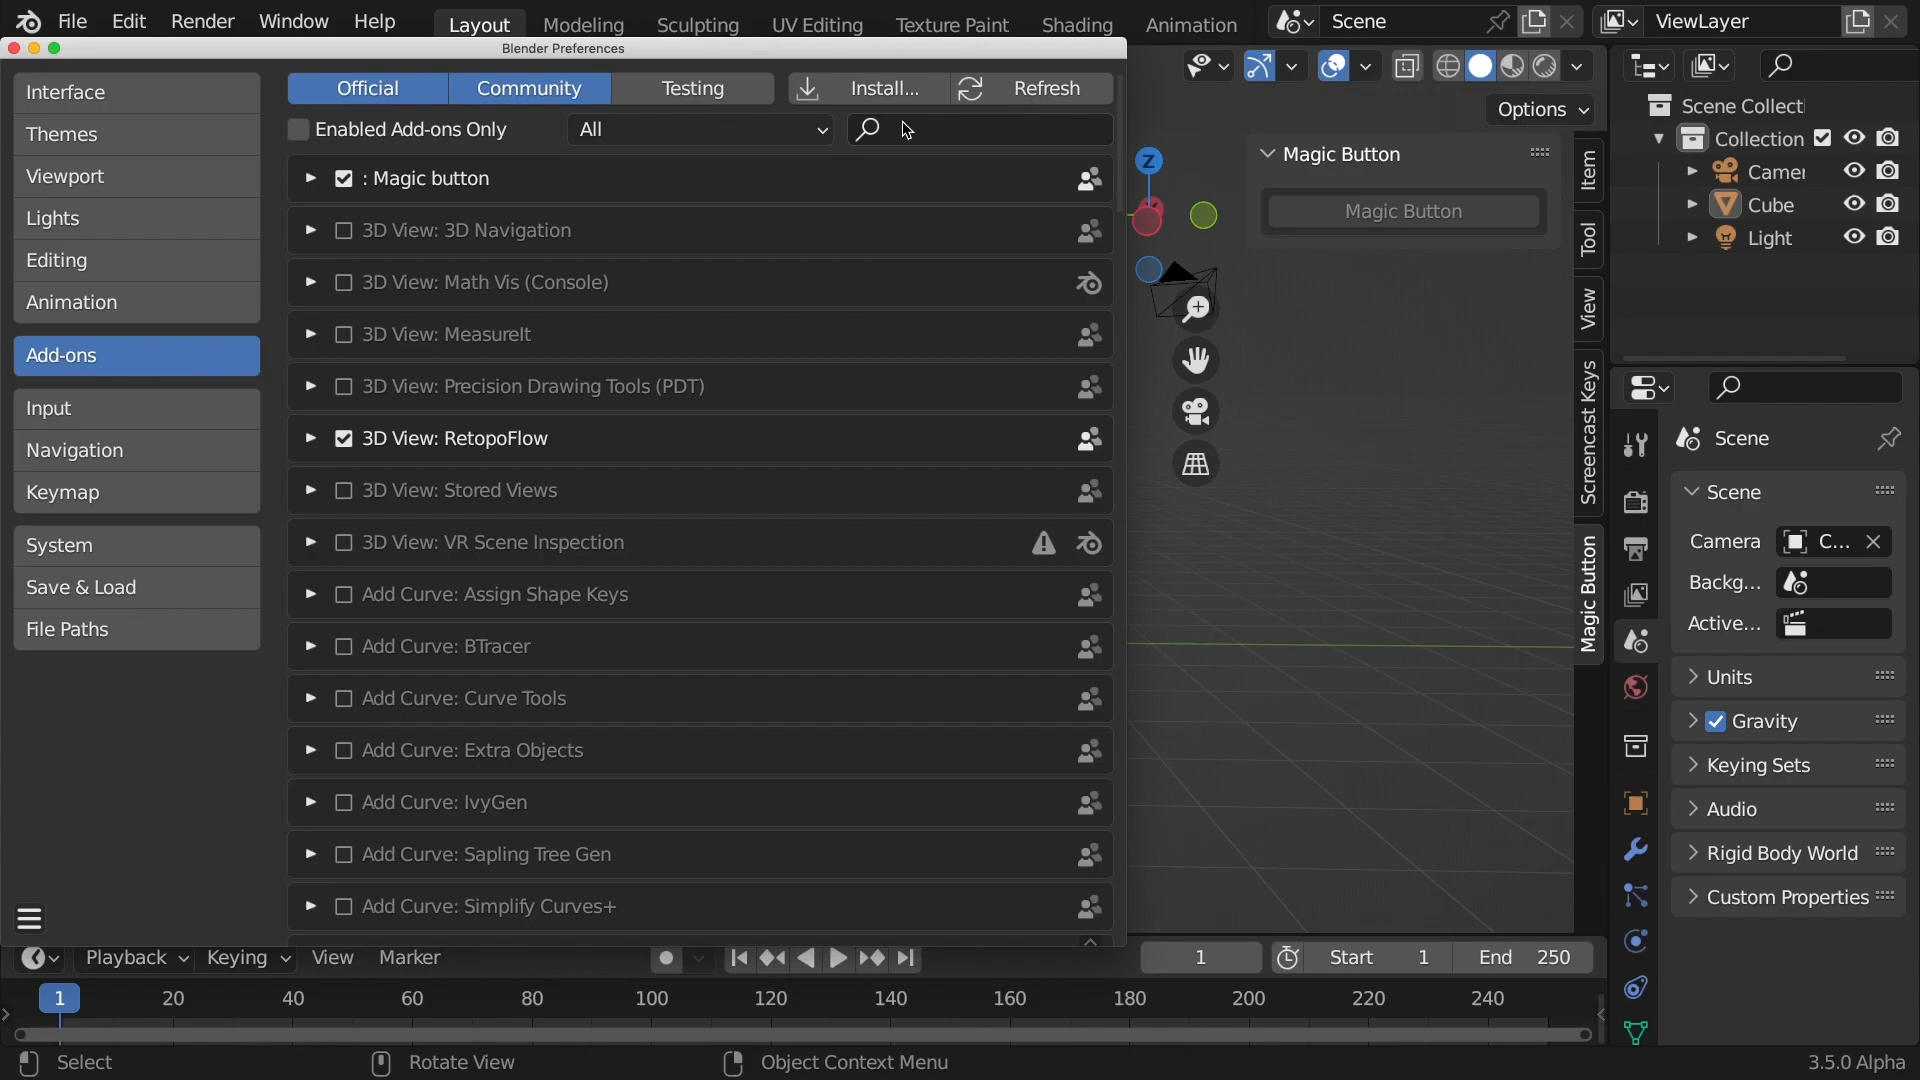 File Edit Render Window Help Layout Modeling Sculpting UV Editing Texture Paint Shading Animation Scene ViewLayer
Blender Preferences
Interface
Themes
Viewport
Lights
Editing
Animation
Add-ons
Input
Navigation
Keymap
System
Save & Load
File Paths
Official Community Testing Install... Refresh
Enabled Add-ons Only All
: Magic button
3D View: 3D Navigation
3D View: Math Vis (Console)
3D View: MeasureIt
3D View: Precision Drawing Tools (PDT)
3D View: RetopoFlow
3D View: Stored Views
3D View: VR Scene Inspection
Add Curve: Assign Shape Keys
Add Curve: BTracer
Add Curve: Curve Tools
Add Curve: Extra Objects
Add Curve: IvyGen
Add Curve: Sapling Tree Gen
Add Curve: Simplify Curves+
Options
Z
Magic Button
Magic Button
Item
Tool
View
Screencast Keys
Magic Button
Scene Collecti
Collection
Camer
Cube
Light
Scene
Scene
Camera C...
Backg...
Active...
Units
Gravity
Keying Sets
Audio
Rigid Body World
Custom Properties
Playback Keying View Marker 1 Start 1 End 250
1 20 40 60 80 100 120 140 160 180 200 220 240
Select Rotate View Object Context Menu 3.5.0 Alpha